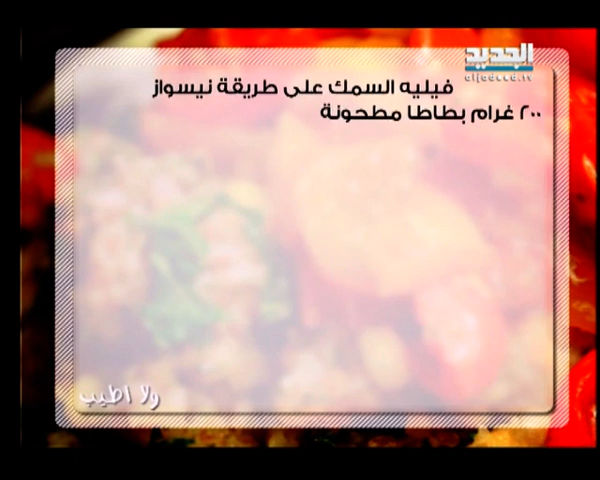 الجديد
aljadeed.tv
فيليه السمك على طريقة نيسواز
٢٠٠ غرام بطاطا مطحونة
ولا اطيب